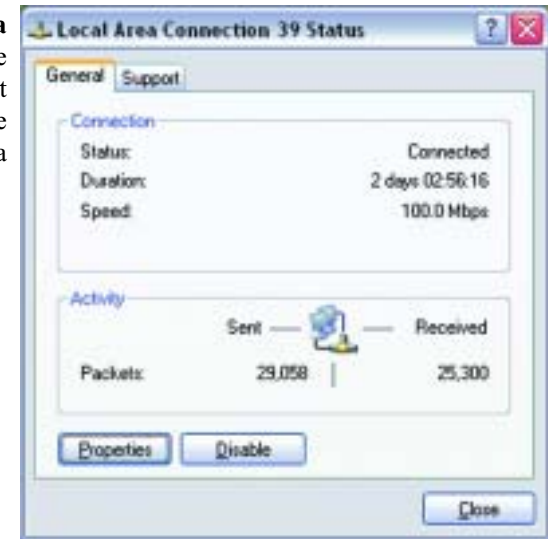 a
e
t
e
a
Local Area Connection 39 Status
General Support
Connection
Status: Connected
Duration: 2 days 02:56:16
Speed: 100.0 Mbps
Activity
Sent — — Received
Packets: 29,058 | 25,300
Properties Disable
Close